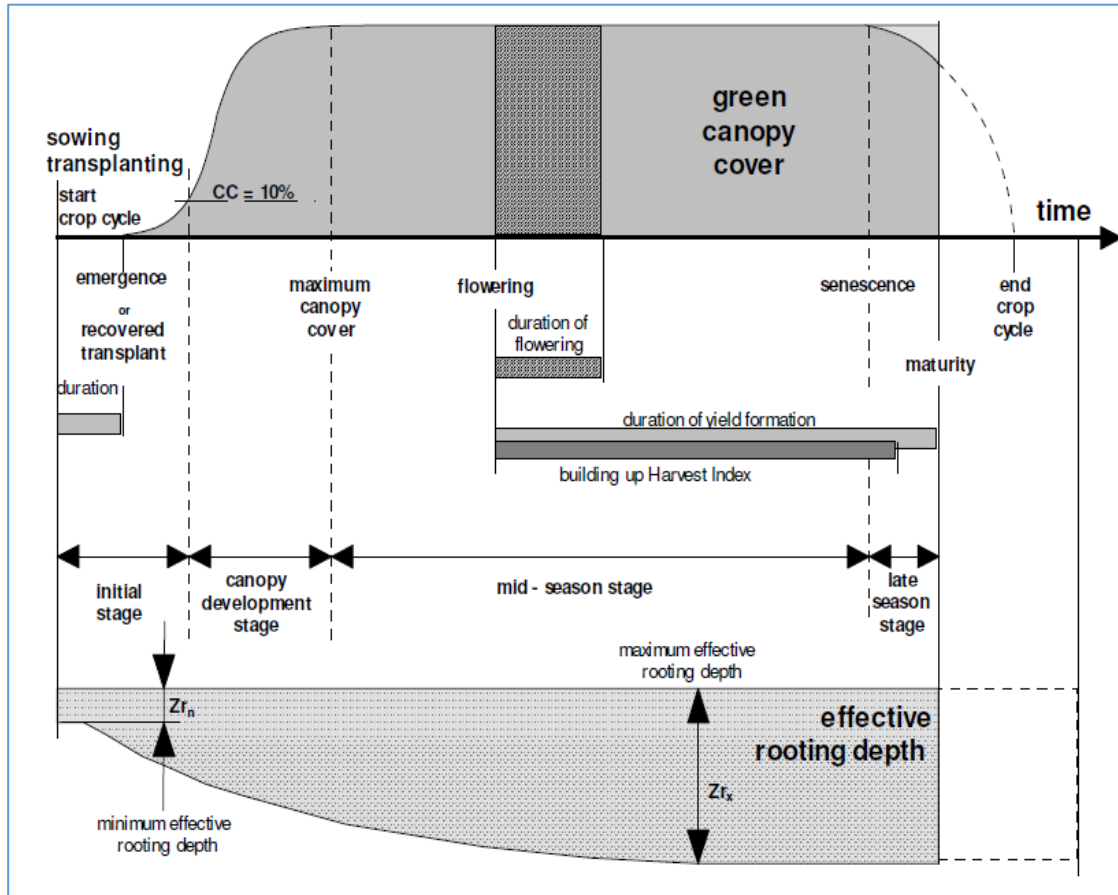 green
canopy
cover
sowing
transplanting
start
crop cycle
CC = 10%
time
emergence
or
recovered
transplant
maximum
canopy
cover
flowering
senescence
end
crop
cycle
duration of
flowering
maturity
duration
duration of yield formation
building up Harvest Index
initial
stage
canopy
development
stage
mid - season stage
late
season
stage
maximum effective
rooting depth
Zrn
effective
rooting depth
Zrx
minimum effective
rooting depth